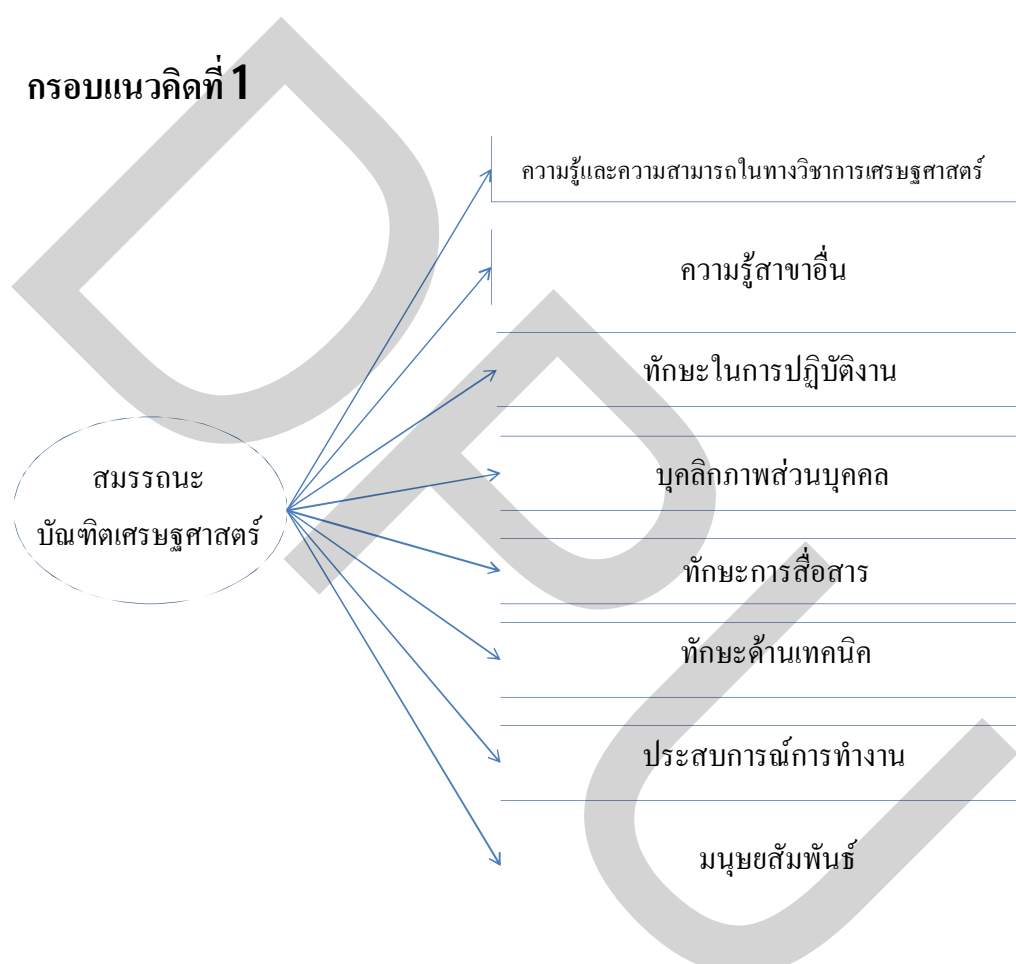 กรอบแนวคิดที่ 1
ความรู้และความสามารถในทางวิชาการเศรษฐศาสตร์
ความรู้สาขาอื่น
ทักษะในการปฏิบัติงาน
สมรรถนะ
บัณฑิตเศรษฐศาสตร์
บุคลิกภาพส่วนบุคคล
ทักษะการสื่อสาร
ทักษะด้านเทคนิค
ประสบการณ์การทำงาน
มนุษยสัมพันธ์
DPU